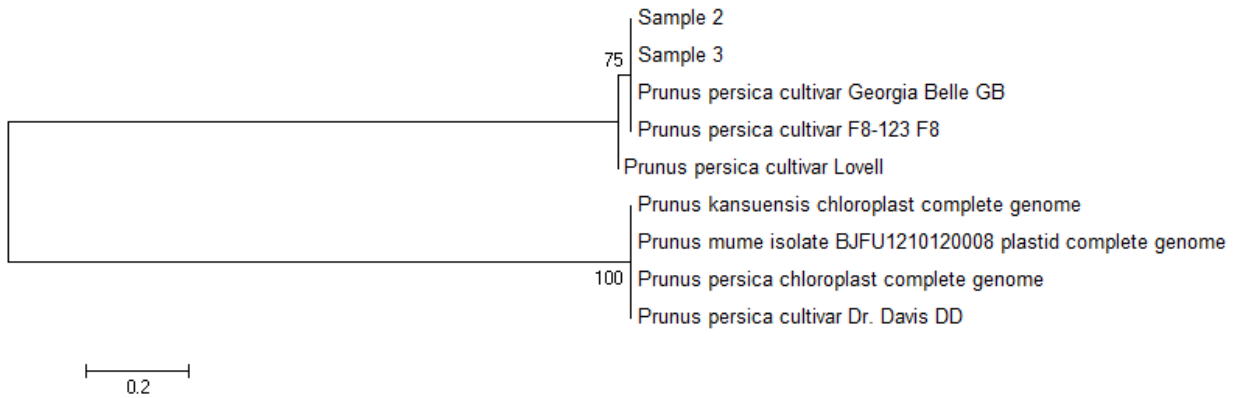 Sample 2
75
Sample 3
Prunus persica cultivar Georgia Belle GB
Prunus persica cultivar F8-123 F8
Prunus persica cultivar Lovell
Prunus kansuensis chloroplast complete genome
Prunus mume isolate BJFU1210120008 plastid complete genome
100
Prunus persica chloroplast complete genome
Prunus persica cultivar Dr. Davis DD
0.2